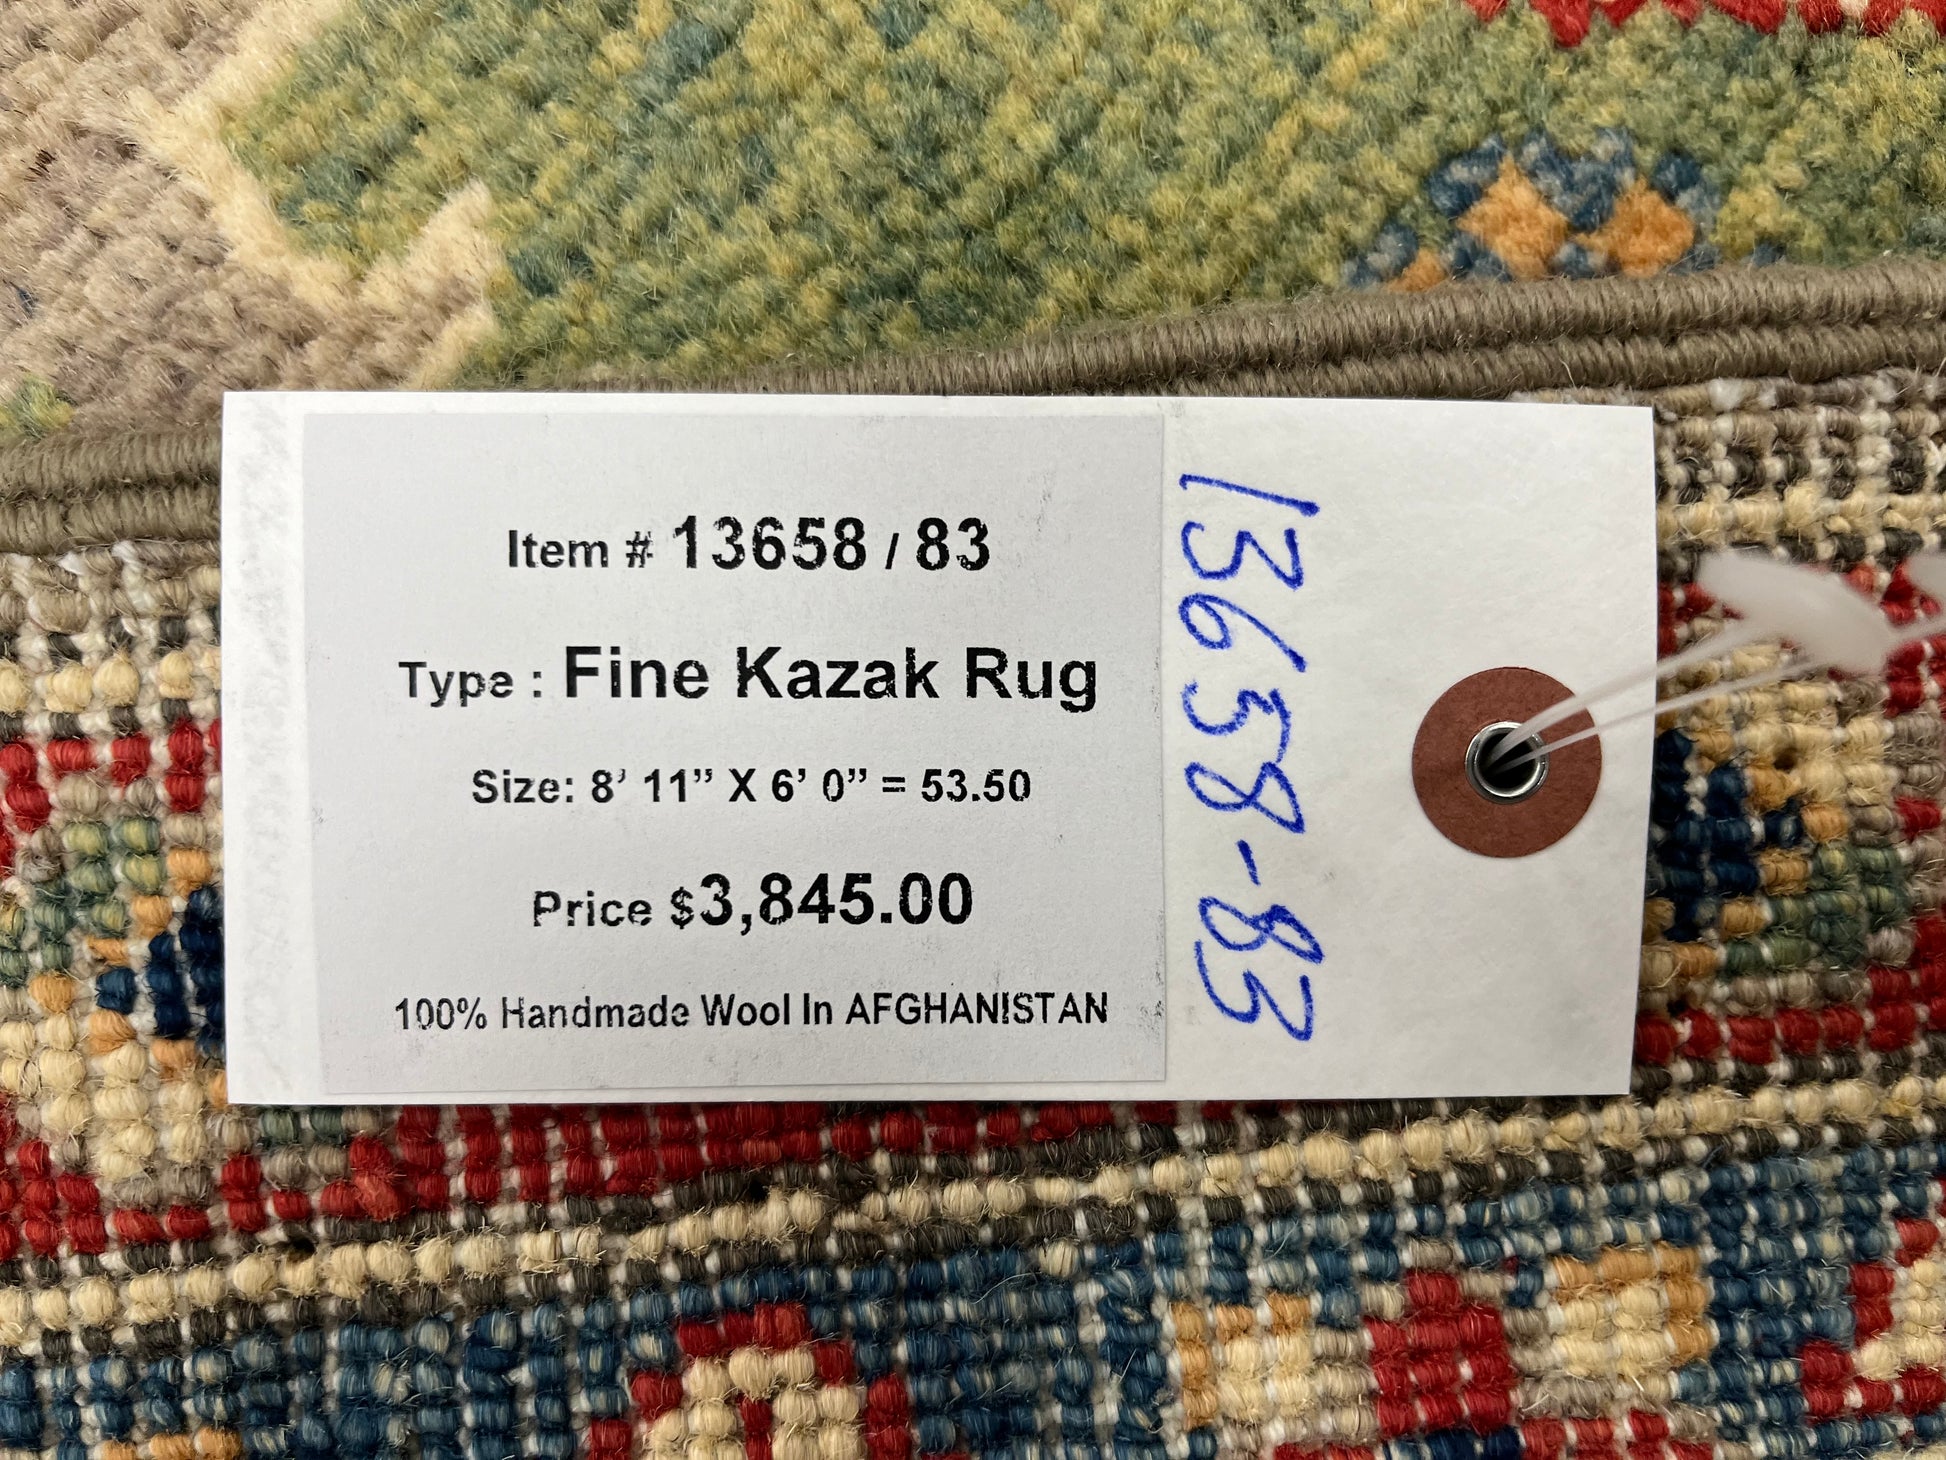 Item # 13658 / 83
Type : Fine Kazak Rug
Size: 8’ 11” X 6’ 0” = 53.50
Price $3,845.00
100% Handmade Wool In AFGHANISTAN
13658-83